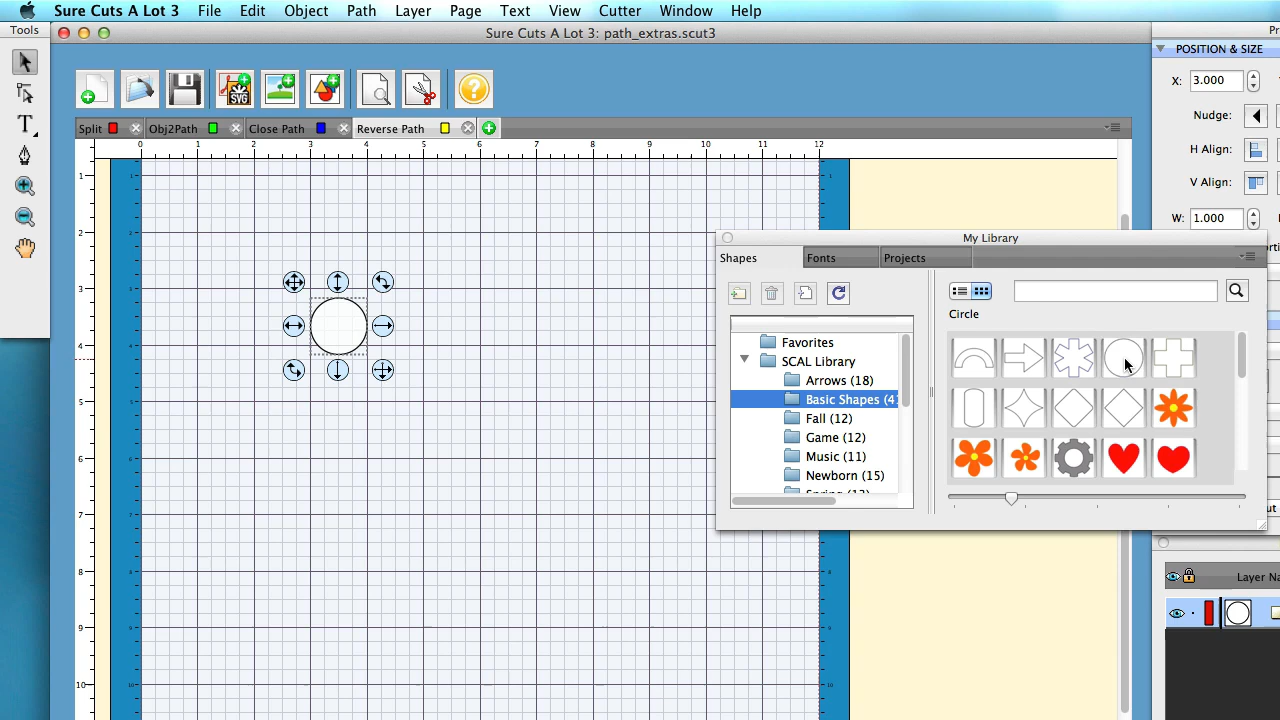 Sure Cuts A Lot 3 File Edit Object Path Layer Page Text View Cutter Window Help
Tools
Sure Cuts A Lot 3: path_extras.scut3
SVG
Split Obj2Path Close Path Reverse Path
0 1 2 3 4 5 6 7 8 9 10 11 12
1
2
3
4
5
6
7
8
9
10
POSITION & SIZE
X: 3.000
Nudge:
H Align:
V Align:
W: 1.000
My Library
Shapes Fonts Projects
Circle
Favorites
SCAL Library
Arrows (18)
Basic Shapes (4
Fall (12)
Game (12)
Music (11)
Newborn (15)
Layer Na